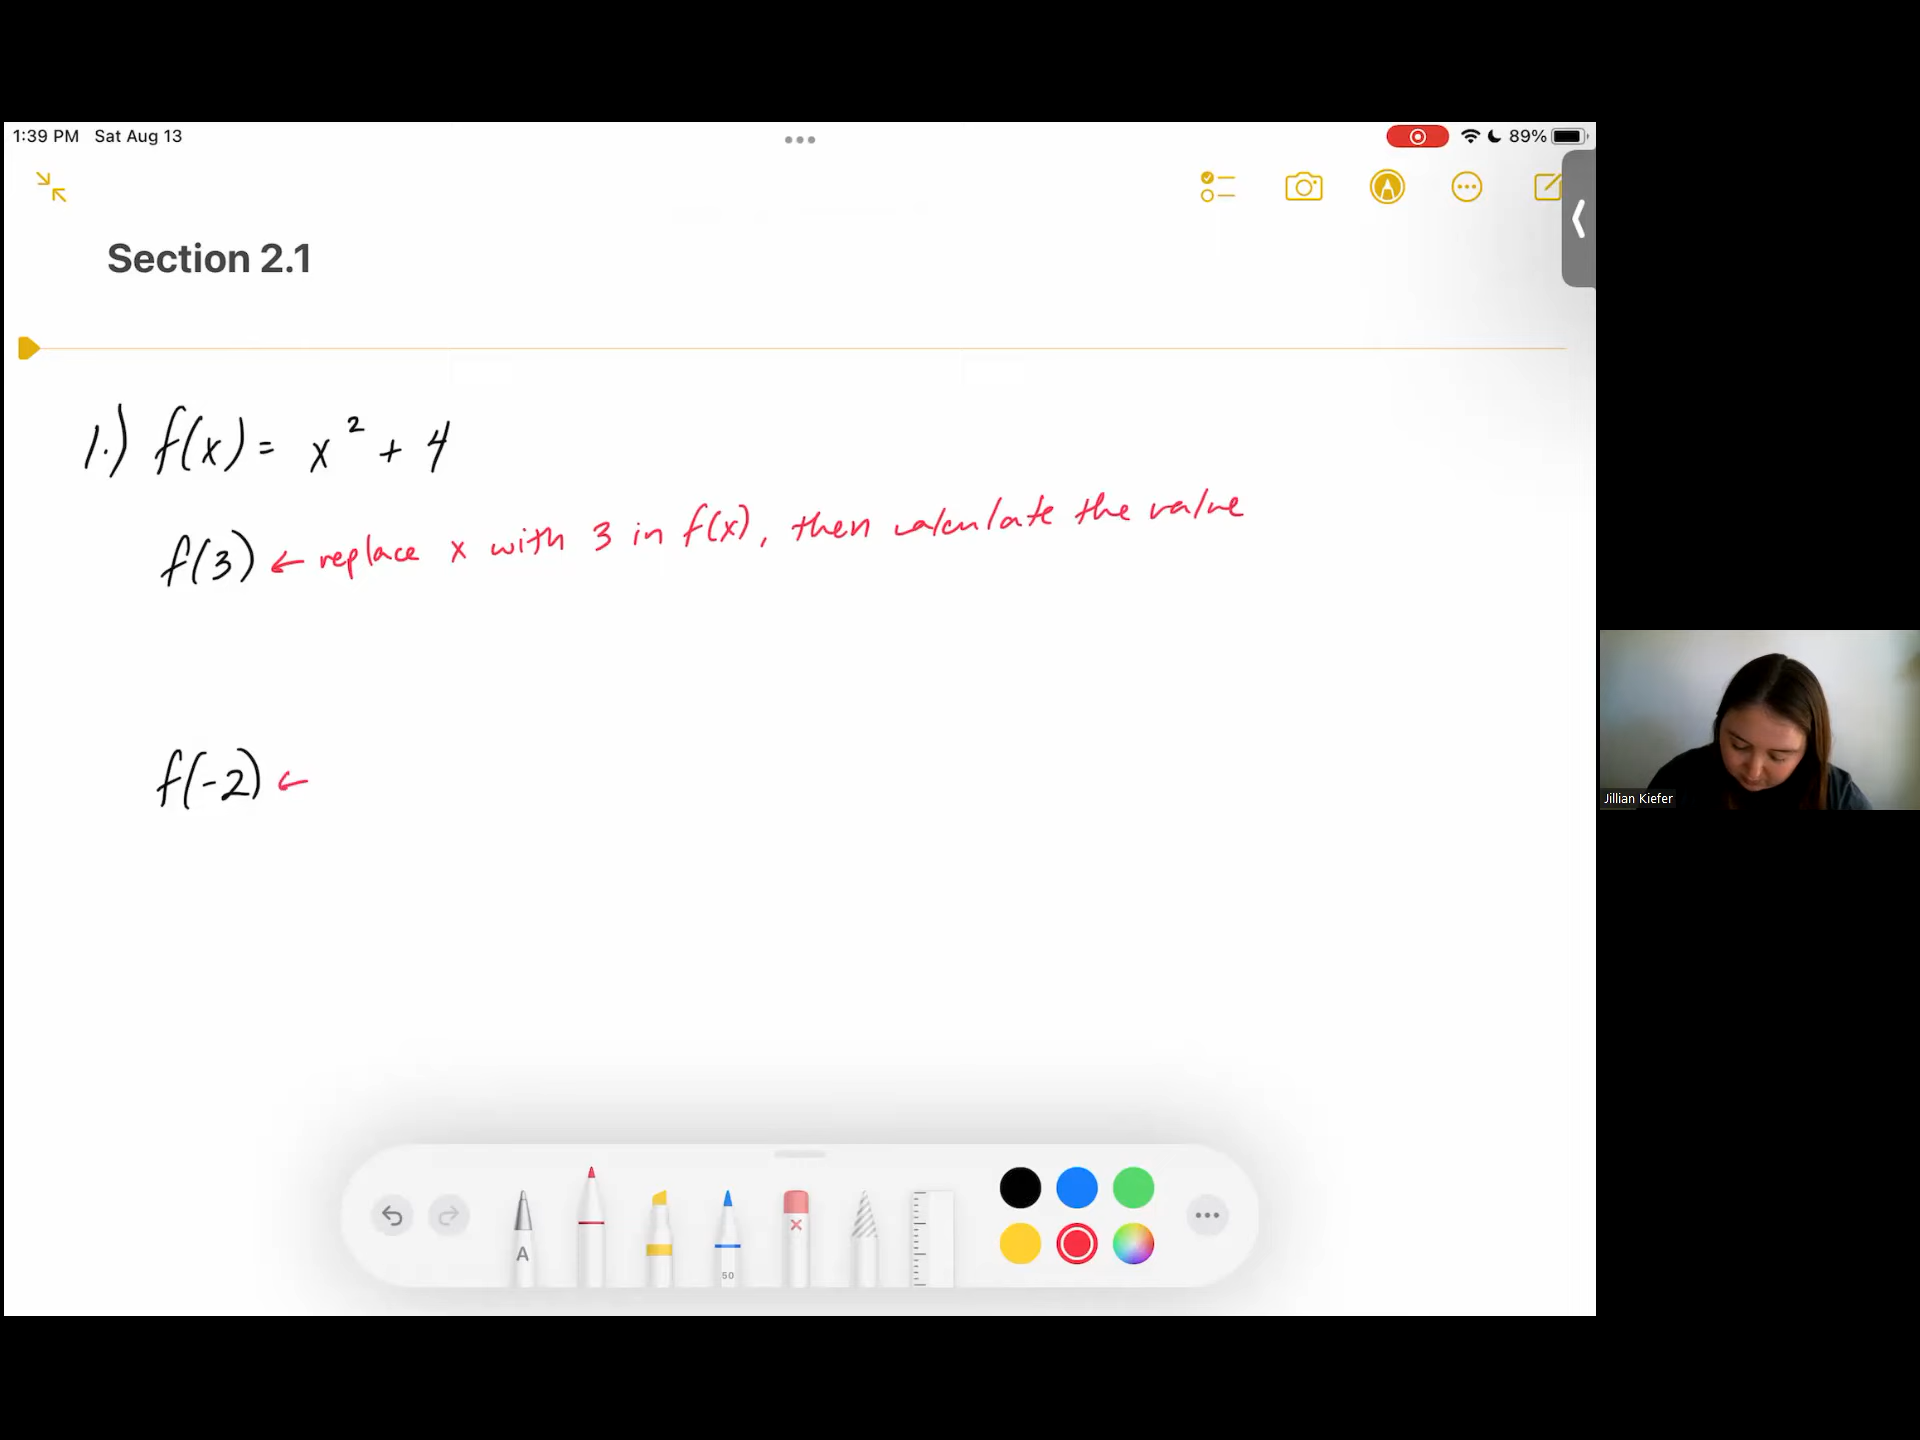 1:39 PM Sat Aug 13
89%
Section 2.1
1.) f(x) = x² + 4
f(3) ← replace x with 3 in f(x), then calculate the value
f(-2) ←
Jillian Kiefer
A
50